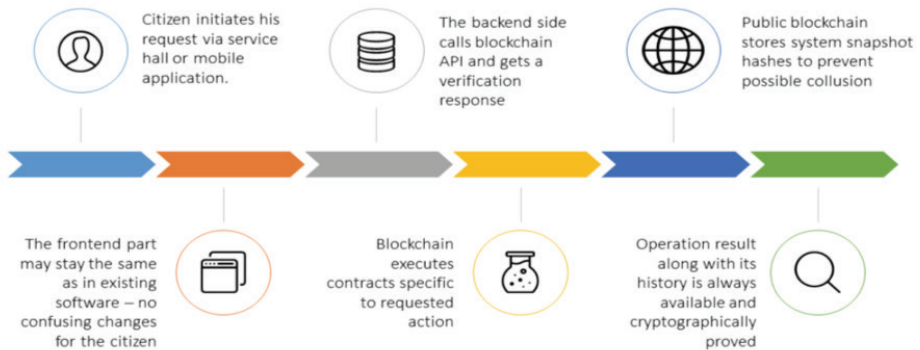 Citizen initiates his
request via service
hall or mobile
application.
The frontend part
may stay the same
as in existing
software – no
confusing changes
for the citizen
The backend side
calls blockchain
API and gets a
verification
response
Blockchain
executes
contracts specific
to requested
action
Public blockchain
stores system snapshot
hashes to prevent
possible collusion
Operation result
along with its
history is always
available and
cryptographically
proved